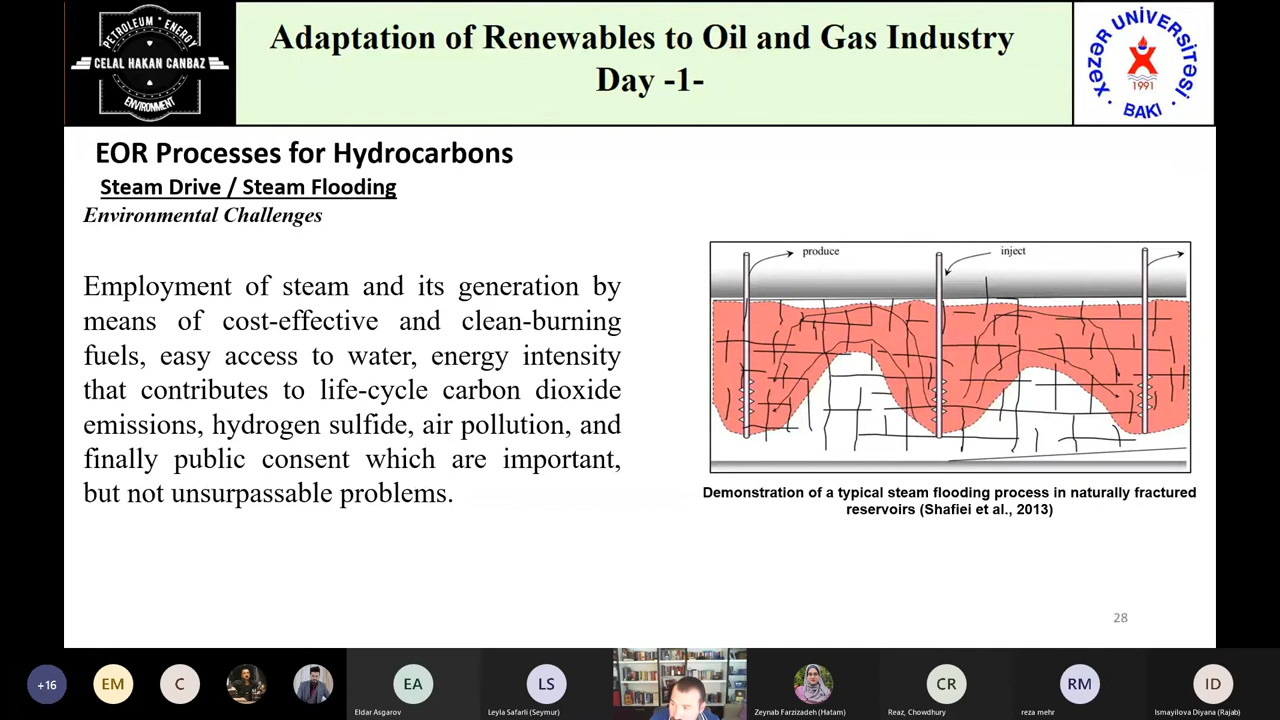 PETROLEUM * ENERGY
CELAL HAKAN CANBAZ
ENVIRONMENT
Adaptation of Renewables to Oil and Gas Industry
Day -1-
XƏZƏR UNİVERSİTƏSİ
1991
BAKI
EOR Processes for Hydrocarbons
Steam Drive / Steam Flooding
Environmental Challenges
Employment of steam and its generation by
means of cost-effective and clean-burning
fuels, easy access to water, energy intensity
that contributes to life-cycle carbon dioxide
emissions, hydrogen sulfide, air pollution, and
finally public consent which are important,
but not unsurpassable problems.
produce
inject
Demonstration of a typical steam flooding process in naturally fractured
reservoirs (Shafiei et al., 2013)
28
+16
EM
C
EA
LS
CR
RM
ID
Eldar Asgarov
Leyla Safarli (Seymur)
Zeynab Farzizadeh (Hatam)
Reaz, Chowdhury
reza mehr
Ismayilova Diyana (Rajab)